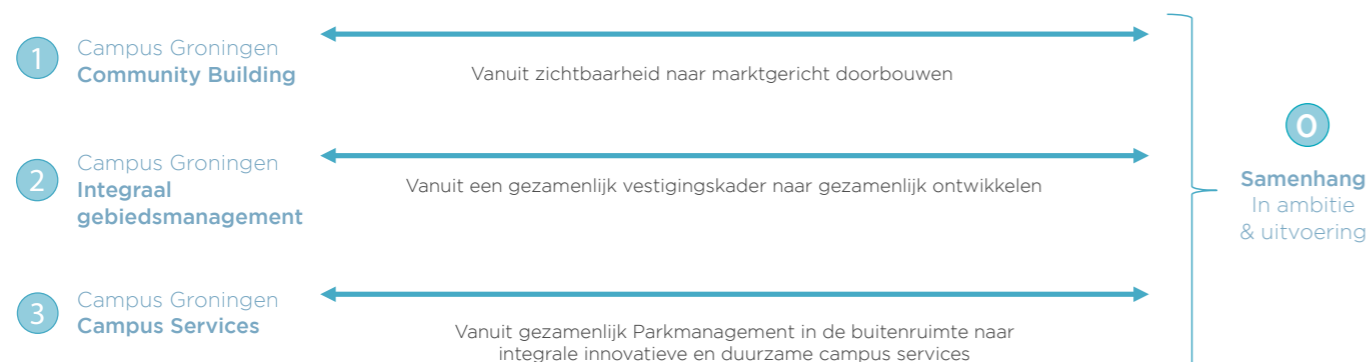 1
Campus Groningen
Community Building
Vanuit zichtbaarheid naar marktgericht doorbouwen
2
Campus Groningen
Integraal
gebiedsmanagement
Vanuit een gezamenlijk vestigingskader naar gezamenlijk ontwikkelen
3
Campus Groningen
Campus Services
Vanuit gezamenlijk Parkmanagement in de buitenruimte naar
integrale innovatieve en duurzame campus services
0
Samenhang
In ambitie
& uitvoering